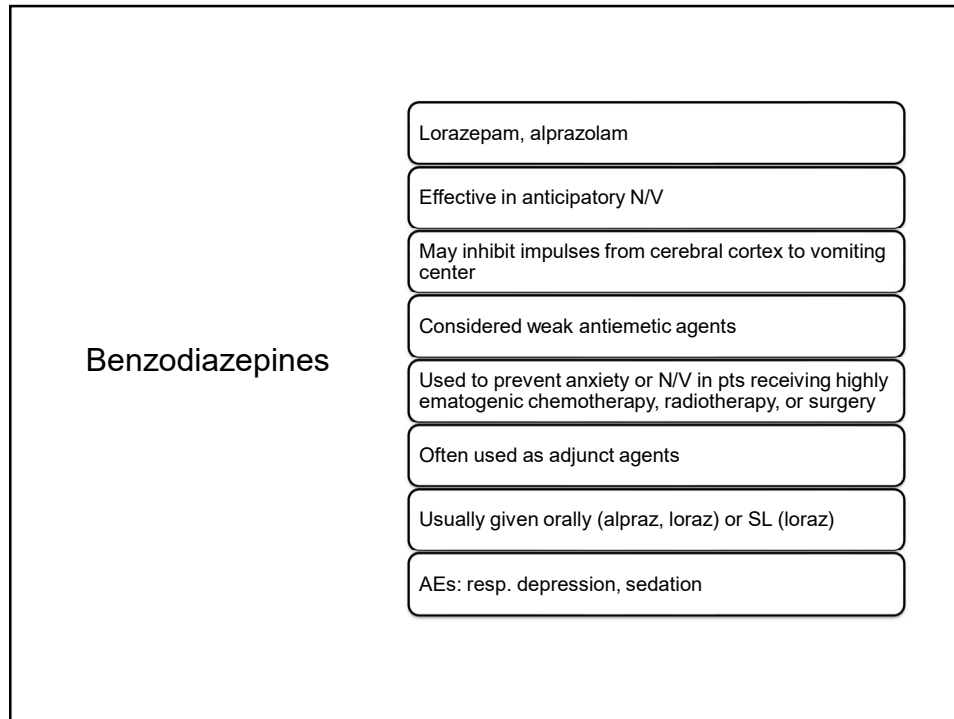 Benzodiazepines
Lorazepam, alprazolam
Effective in anticipatory N/V
May inhibit impulses from cerebral cortex to vomiting
center
Considered weak antiemetic agents
Used to prevent anxiety or N/V in pts receiving highly
ematogenic chemotherapy, radiotherapy, or surgery
Often used as adjunct agents
Usually given orally (alpraz, loraz) or SL (loraz)
AEs: resp. depression, sedation